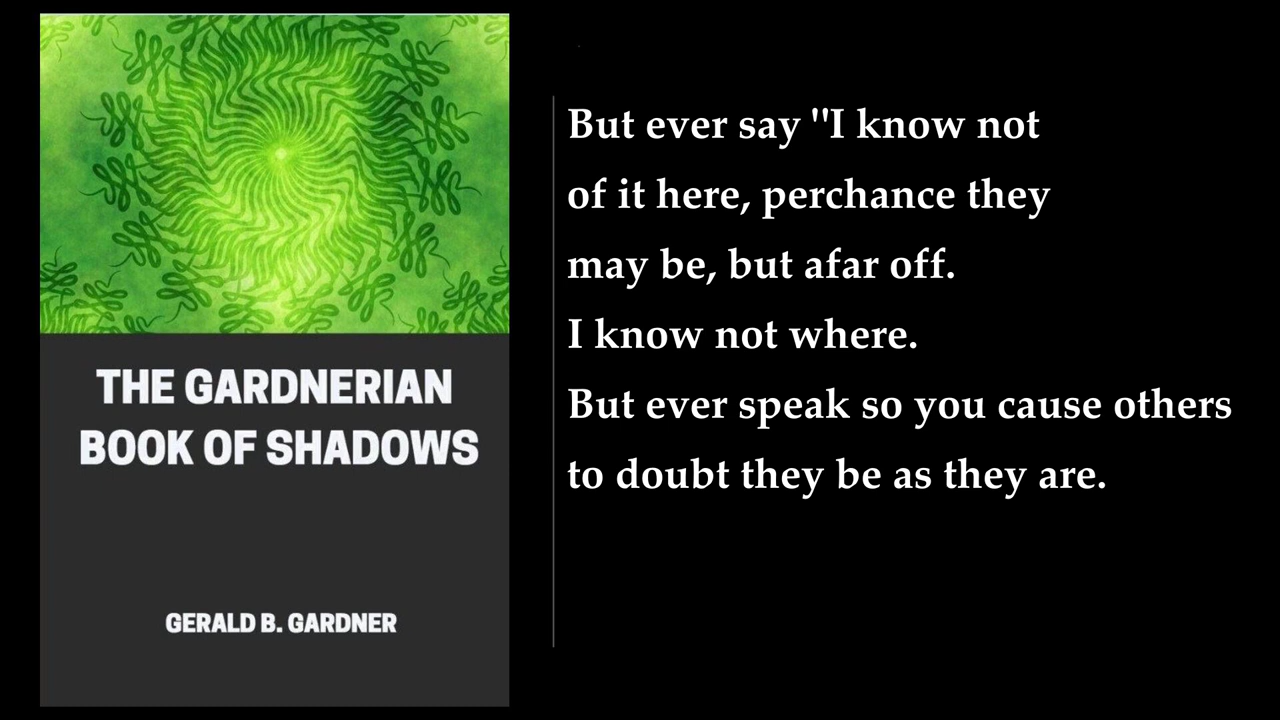 THE GARDNERIAN
BOOK OF SHADOWS
GERALD B. GARDNER
But ever say "I know not
of it here, perchance they
may be, but afar off.
I know not where.
But ever speak so you cause others
to doubt they be as they are.